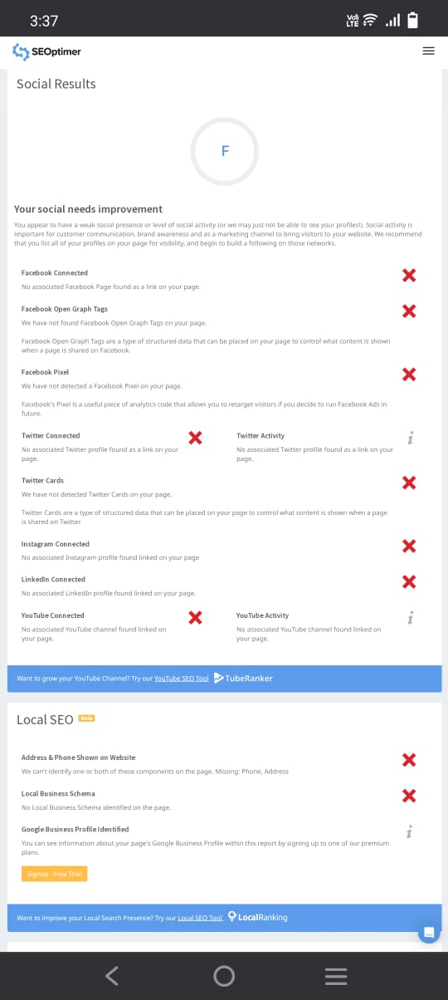 3:37
Vo)) LTE
SEOptimer
Social Results
F
Your social needs improvement
You appear to have a weak social presence or level of social activity (or we may just not be able to see your profiles!). Social activity is
important for customer communication, brand awareness and as a marketing channel to bring visitors to your website. We recommend
that you list all of your profiles on your page for visibility, and begin to build a following on those networks.
Facebook Connected
No associated Facebook Page found as a link on your page.
Facebook Open Graph Tags
We have not found Facebook Open Graph Tags on your page.
Facebook Open Graph Tags are a type of structured data that can be placed on your page to control what content is shown
when a page is shared on Facebook.
Facebook Pixel
We have not detected a Facebook Pixel on your page.
Facebook's Pixel is a useful piece of analytics code that allows you to retarget visitors if you decide to run Facebook Ads in
future.
Twitter Connected
No associated Twitter profile found as a link on your
page.
Twitter Activity
No associated Twitter profile found as a link on your
page.
Twitter Cards
We have not detected Twitter Cards on your page.
Twitter Cards are a type of structured data that can be placed on your page to control what content is shown when a page
is shared on Twitter.
Instagram Connected
No associated Instagram profile found linked on your page
LinkedIn Connected
No associated LinkedIn profile found linked on your page.
YouTube Connected
No associated YouTube channel found linked on
your page.
YouTube Activity
No associated YouTube channel found linked on
your page.
Want to grow your YouTube Channel? Try our YouTube SEO Tool TubeRanker
Local SEO Beta
Address & Phone Shown on Website
We can't identify one or both of these components on the page. Missing: Phone, Address
Local Business Schema
No Local Business Schema identified on the page.
Google Business Profile Identified
You can see information about your page's Google Business Profile within this report by signing up to one of our premium
plans.
Signup - Free Trial
Want to improve your Local Search Presence? Try our Local SEO Tool LocalRanking